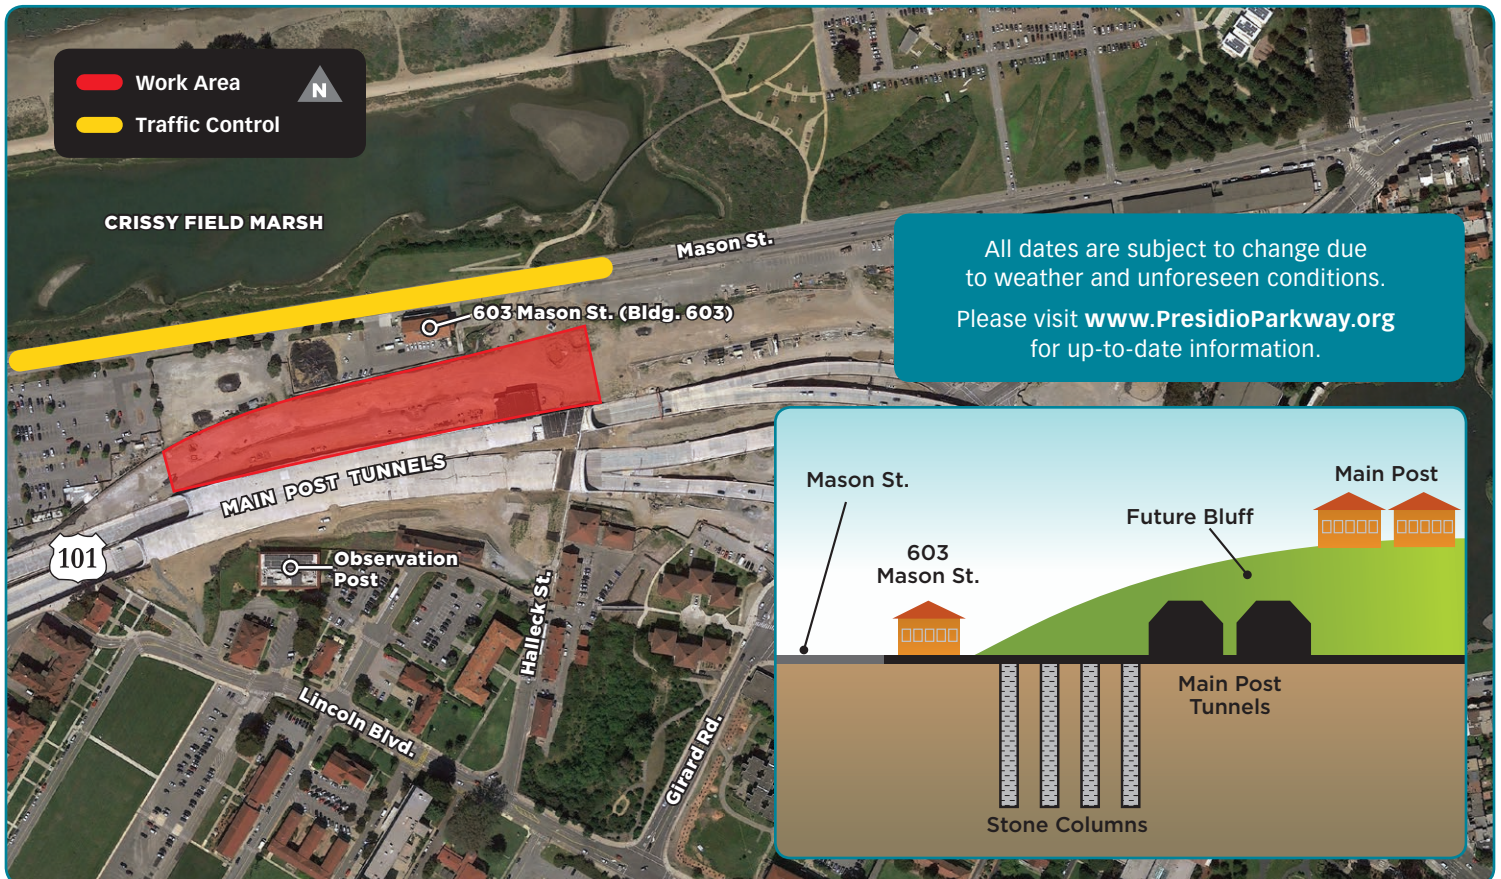 Work Area
N
Traffic Control
CRISSY FIELD MARSH
Mason St.
603 Mason St. (Bldg. 603)
All dates are subject to change due
to weather and unforeseen conditions.
Please visit www.PresidioParkway.org
for up-to-date information.
MAIN POST TUNNELS
101
Observation
Post
Halleck St.
Lincoln Blvd.
Girard Rd.
Mason St.
Main Post
Future Bluff
603
Mason St.
Main Post
Tunnels
Stone Columns